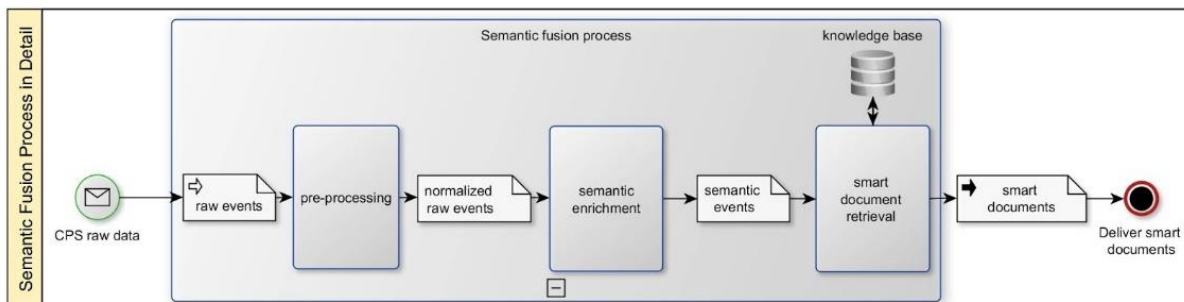 Semantic Fusion Process in Detail
Semantic fusion process
knowledge base
CPS raw data
raw events
pre-processing
normalized
raw events
semantic
enrichment
semantic
events
smart
document
retrieval
smart
documents
Deliver smart
documents